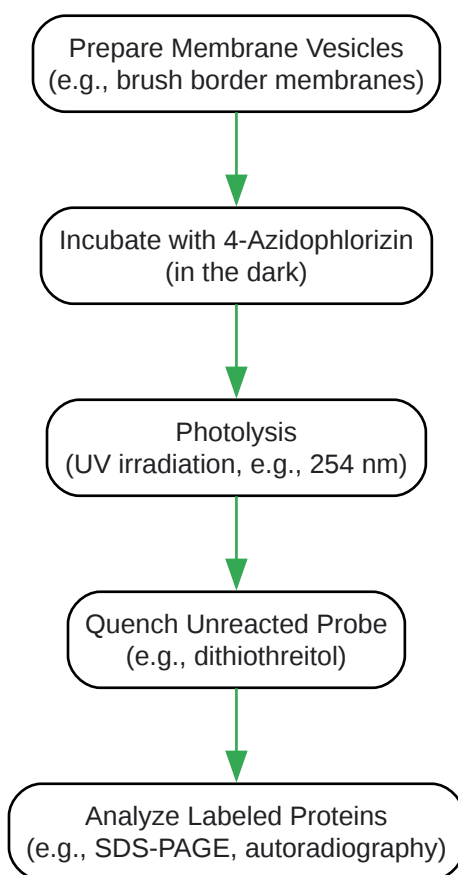 Prepare Membrane Vesicles
(e.g., brush border membranes)
Incubate with 4-Azidophlorizin
(in the dark)
Photolysis
(UV irradiation, e.g., 254 nm)
Quench Unreacted Probe
(e.g., dithiothreitol)
Analyze Labeled Proteins
(e.g., SDS-PAGE, autoradiography)